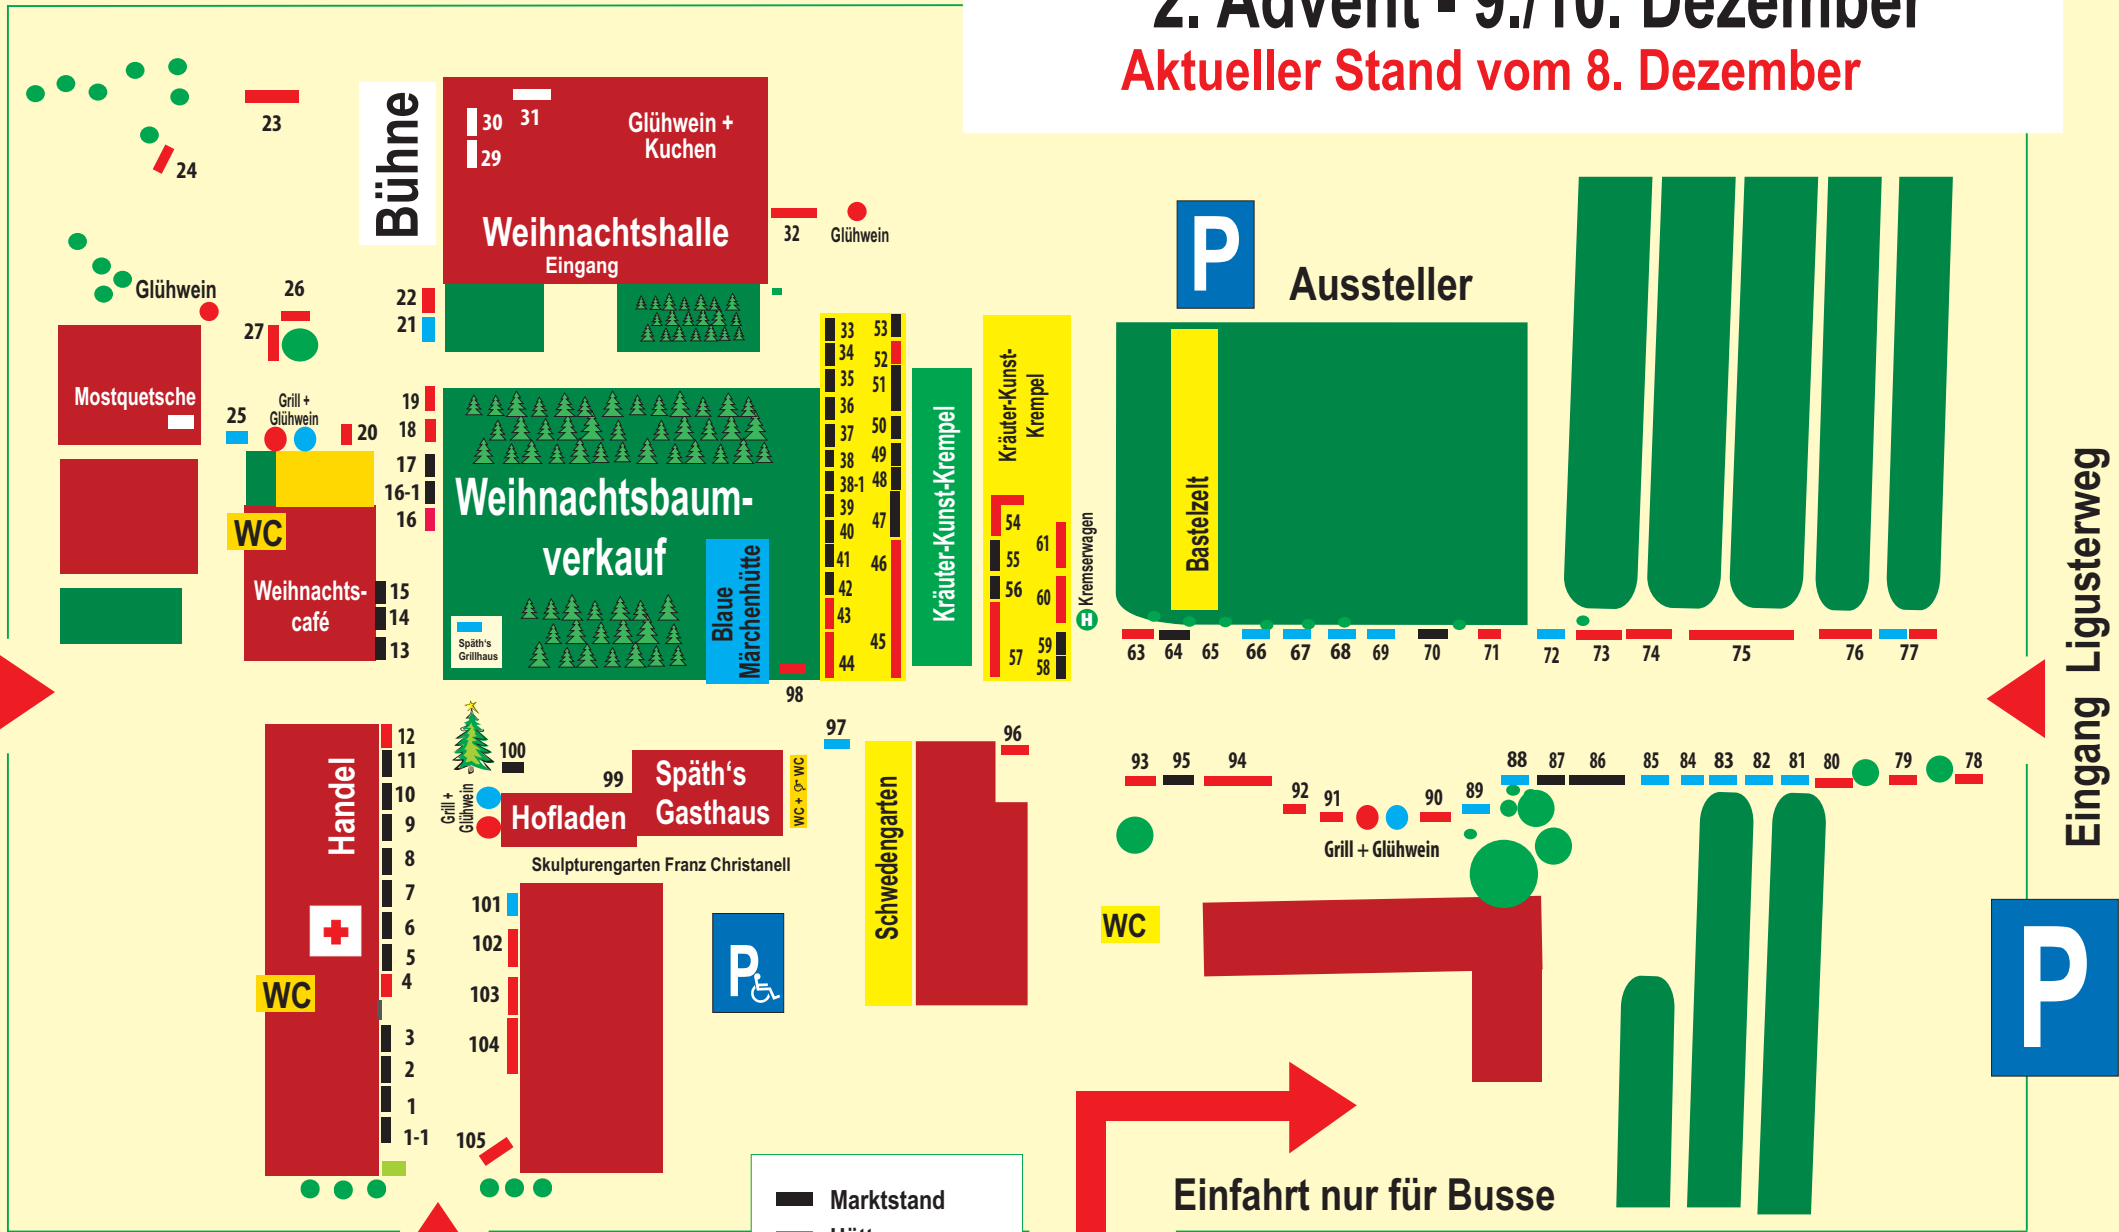 2. Advent - 9./10. Dezember
Aktueller Stand vom 8. Dezember
23
24
Bühne
30
31
29
Glühwein +
Kuchen
Weihnachtshalle
Eingang
32
Glühwein
P
Aussteller
Glühwein
26
27
22
21
Mostquetsche
25
Grill +
Glühwein
20
19
18
17
16-1
16
WC
Weihnachts-
café
15
14
13
Weihnachtsbaum-
verkauf
Späth's
Grillhaus
Blaue
Märchenhütte
98
33
34
35
36
37
38
38-1
39
40
41
42
43
44
53
52
51
50
49
48
47
46
45
Kräuter-Kunst-Krempel
Kräuter-Kunst-
Krempel
54
55
56
57
61
60
59
58
H Kremserwagen
Bastelzelt
63
64
65
66
67
68
69
70
71
72
73
74
75
76
77
Eingang Ligusterweg
Handel
12
11
10
9
8
7
6
5
4
3
2
1
1-1
WC
100
99
Grill +
Glühwein
Hofladen
Späth's
Gasthaus
WC + WC
Skulpturengarten Franz Christanell
101
102
103
104
105
P
97
Schwedengarten
96
93
95
94
92
91
90
89
88
87
86
85
84
83
82
81
80
79
78
Grill + Glühwein
WC
P
Einfahrt nur für Busse
Marktstand